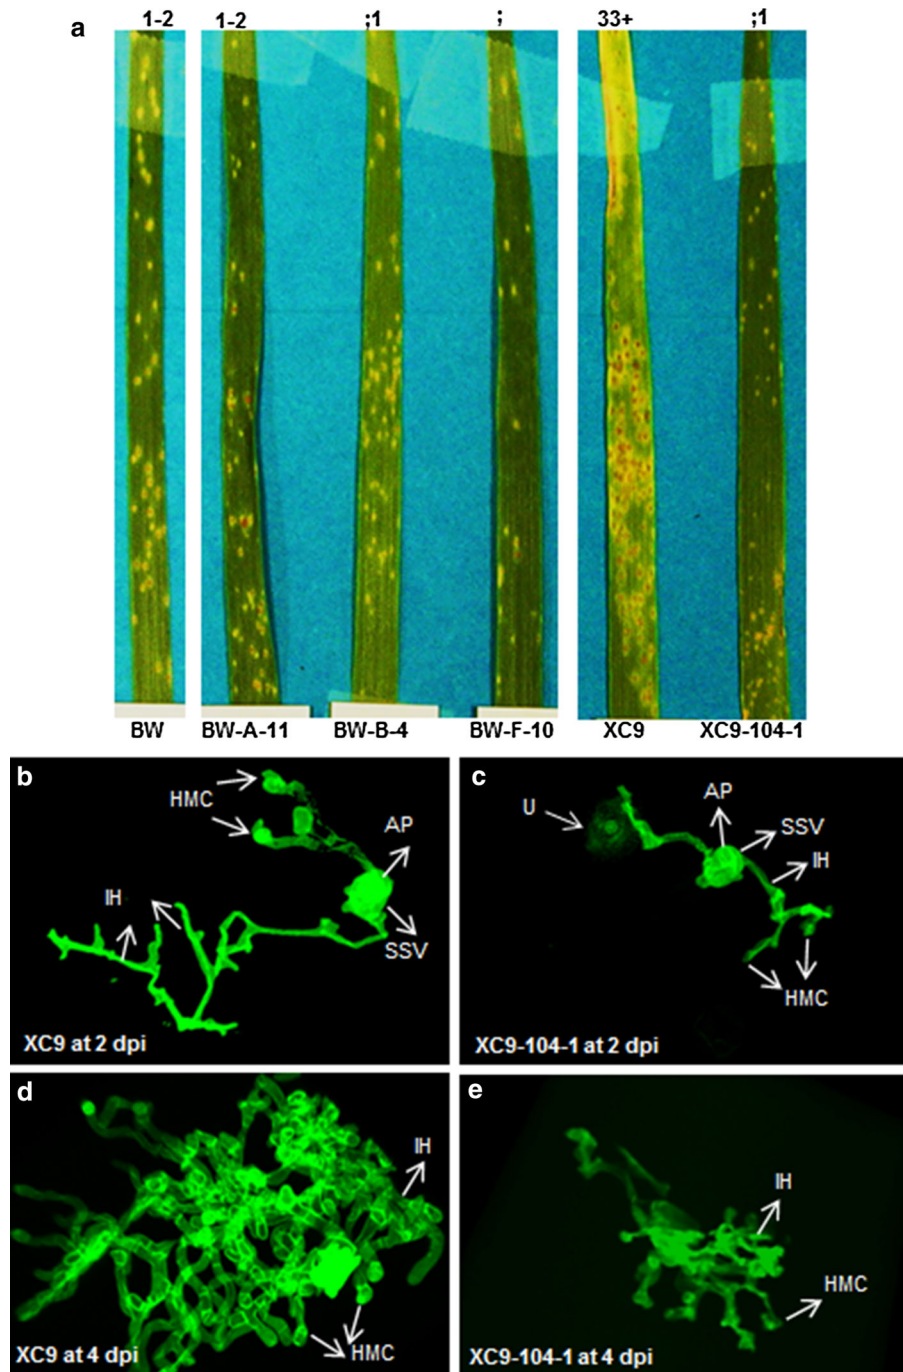 a
1-2 1-2 ;1 ; 33+ ;1
BW BW-A-11 BW-B-4 BW-F-10 XC9 XC9-104-1
b
HMC
AP
IH
SSV
XC9 at 2 dpi
c
U
AP
SSV
IH
HMC
XC9-104-1 at 2 dpi
d
IH
HMC
XC9 at 4 dpi
e
IH
HMC
XC9-104-1 at 4 dpi